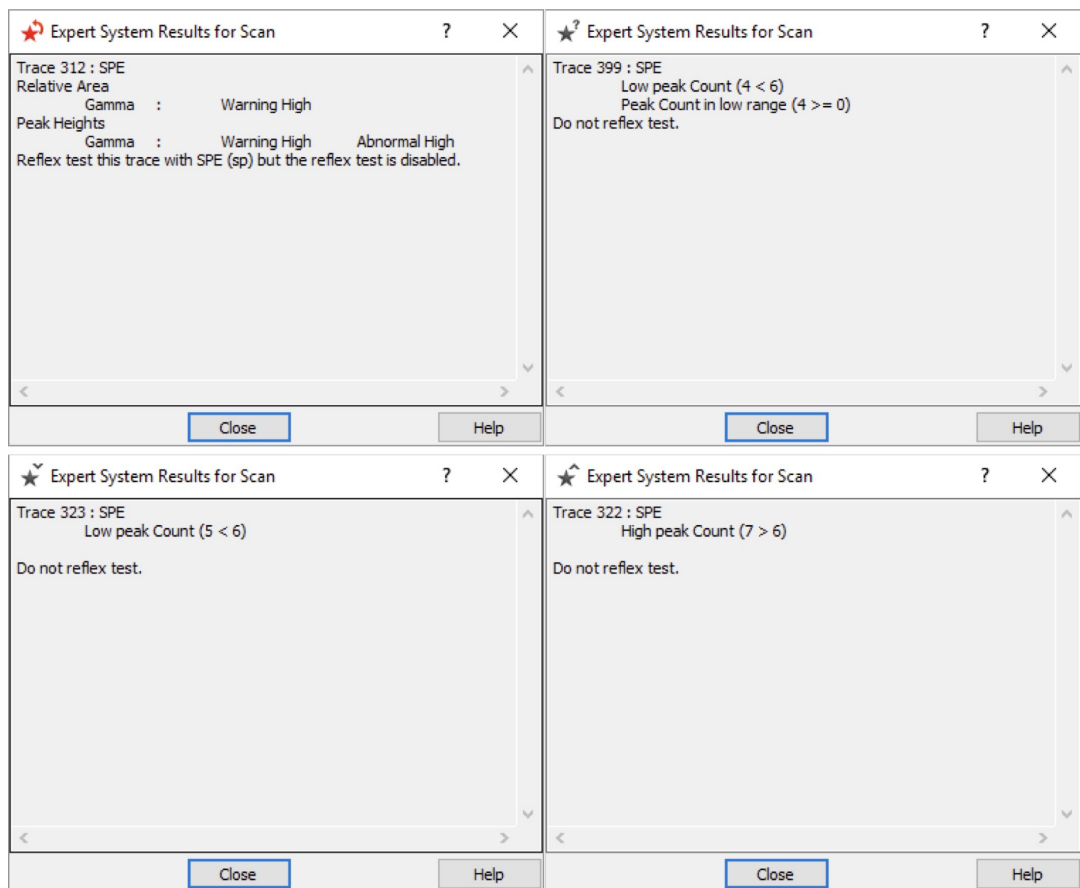 Expert System Results for Scan ?
Trace 312 : SPE
Relative Area
Gamma : Warning High
Peak Heights
Gamma : Warning High Abnormal High
Reflex test this trace with SPE (sp) but the reflex test is disabled.
Close Help
Expert System Results for Scan ?
Trace 399 : SPE
Low peak Count (4 < 6)
Peak Count in low range (4 >= 0)
Do not reflex test.
Close Help
Expert System Results for Scan ?
Trace 323 : SPE
Low peak Count (5 < 6)
Do not reflex test.
Close Help
Expert System Results for Scan ?
Trace 322 : SPE
High peak Count (7 > 6)
Do not reflex test.
Close Help